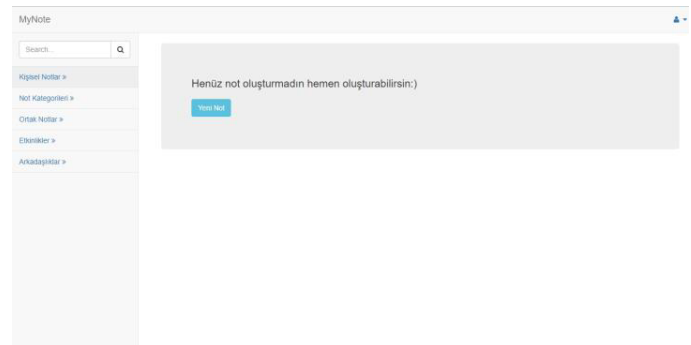 MyNote
Search...
Kişisel Notlar »
Not Kategorileri »
Ortak Notlar »
Etkinlikler »
Arkadaşlıklar »
Henüz not oluşturmadın hemen oluşturabilirsin:)
Yeni Not